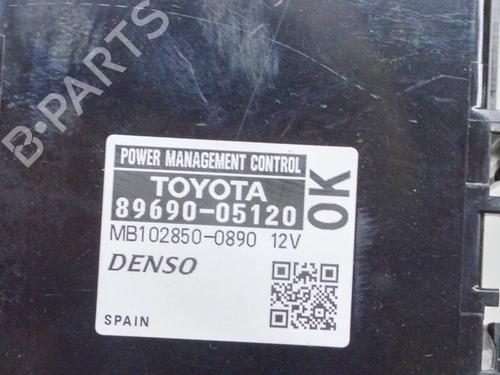 B-PARTS
POWER MANAGEMENT CONTROL
TOYOTA
89690-05120
OK
MB102850-0890 12V
DENSO
SPAIN